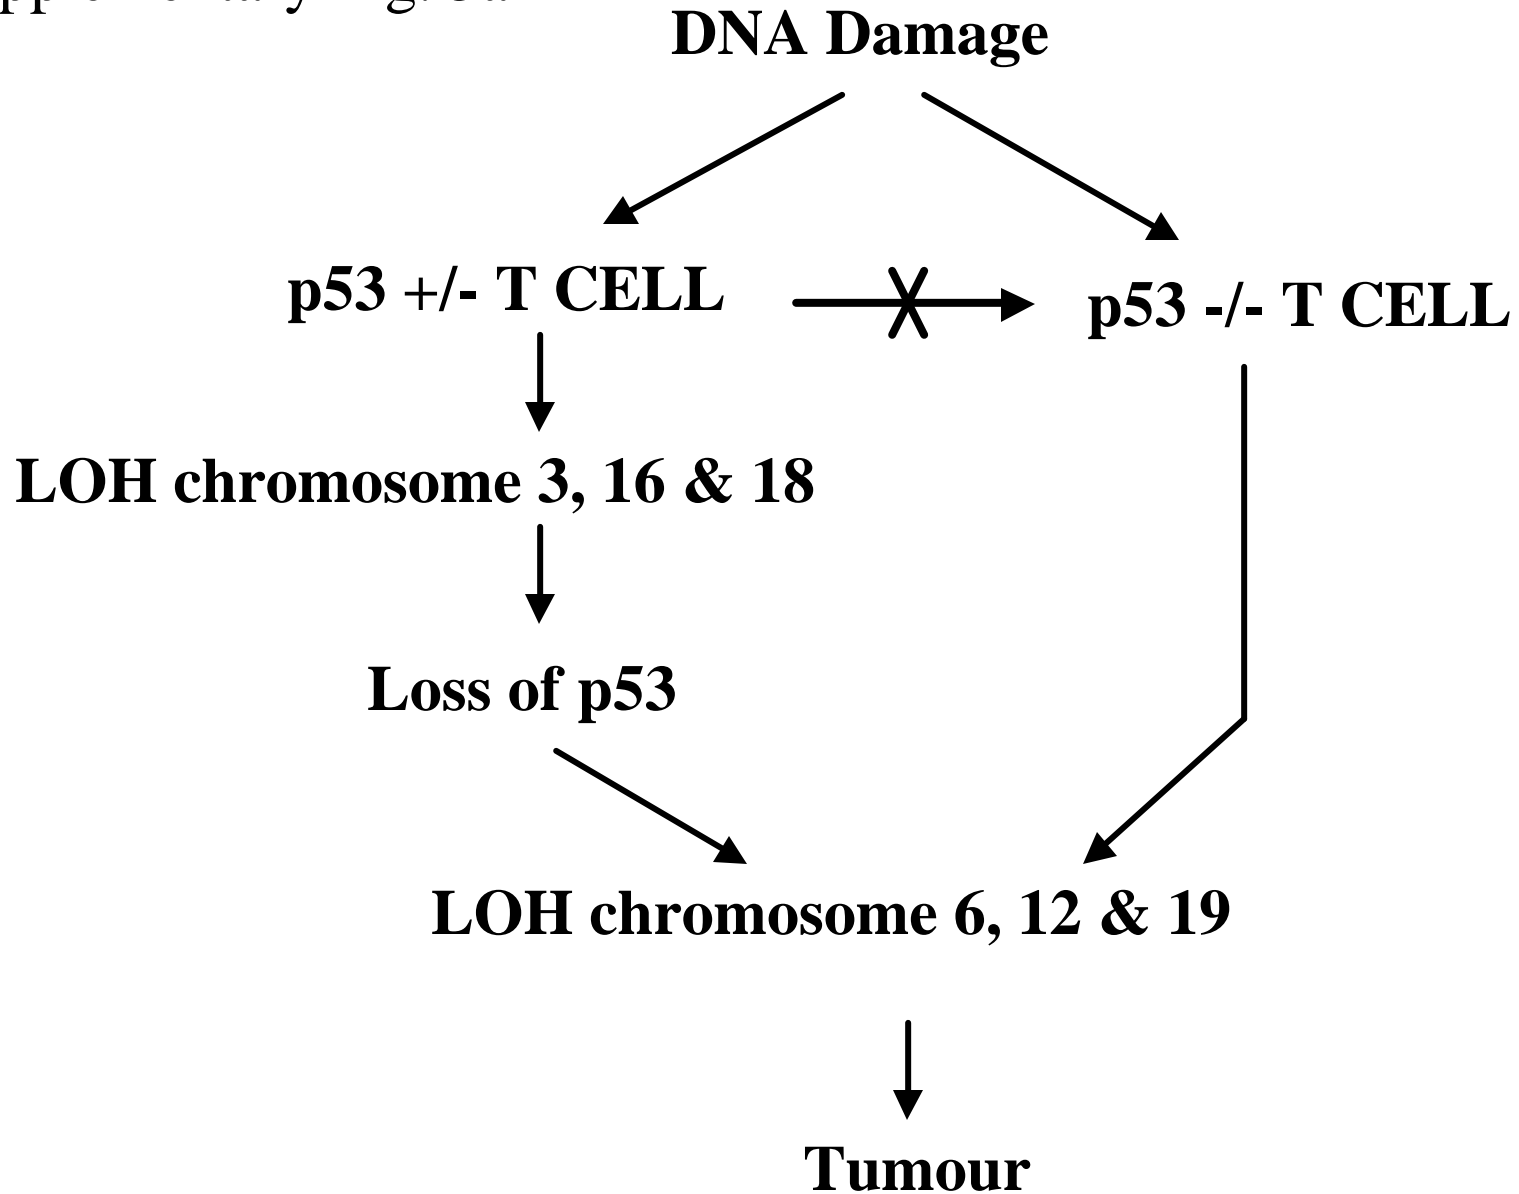 DNA Damage
p53 +/- T CELL
p53 -/- T CELL
LOH chromosome 3, 16 & 18
Loss of p53
LOH chromosome 6, 12 & 19
Tumour